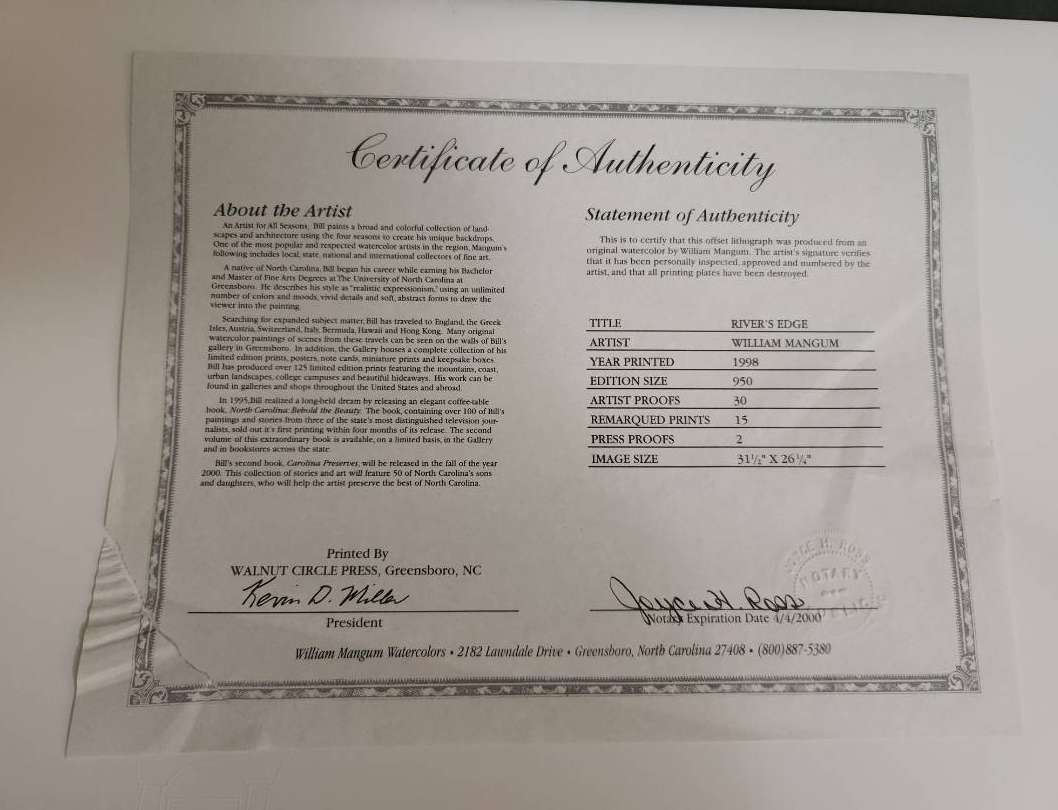 Certificate of Authenticity
About the Artist
An Artist for All Seasons, Bill paints a broad and colorful collection of land-
scapes and architecture using the four seasons to create his unique backdrops.
One of the most popular and respected watercolor artists in the region, Mangum's
following includes local, state, national and international collectors of fine art.
A native of North Carolina, Bill began his career while earning his Bachelor
and Master of Fine Arts Degrees at The University of North Carolina at
Greensboro. He describes his style as "realistic expressionism," using an unlimited
number of colors and moods, vivid details and soft, abstract forms to draw the
viewer into the painting.
Searching for expanded subject matter, Bill has traveled to England, the Greek
Isles, Austria, Switzerland, Italy, Bermuda, Hawaii and Hong Kong. Many original
watercolor paintings of scenes from these travels can be seen on the walls of Bill's
gallery in Greensboro. In addition, the Gallery houses a complete collection of his
limited edition prints, posters, note cards, miniature prints and keepsake boxes.
Bill has produced over 125 limited edition prints featuring the mountains, coast,
urban landscapes, college campuses and beautiful hideaways. His work can be
found in galleries and shops throughout the United States and abroad.
In 1995, Bill realized a long-held dream by releasing an elegant coffee-table
book, North Carolina: Behold the Beauty. The book, containing over 100 of Bill's
paintings and stories from three of the state's most distinguished television jour-
nalists, sold out it's first printing within four months of its release. The second
volume of this extraordinary book is available, on a limited basis, in the Gallery
and in bookstores across the state.
Bill's second book, Carolina Preserves, will be released in the fall of the year
2000. This collection of stories and art will feature 50 of North Carolina's sons
and daughters, who will help the artist preserve the best of North Carolina.
Statement of Authenticity
This is to certify that this offset lithograph was produced from an
original watercolor by William Mangum. The artist's signature verifies
that it has been personally inspected, approved and numbered by the
artist, and that all printing plates have been destroyed.
TITLE RIVER'S EDGE
ARTIST WILLIAM MANGUM
YEAR PRINTED 1998
EDITION SIZE 950
ARTIST PROOFS 30
REMARQUED PRINTS 15
PRESS PROOFS 2
IMAGE SIZE 31½" X 26¼"
Printed By
WALNUT CIRCLE PRESS, Greensboro, NC
Kevin D. Miller
President
Joyce H. Ross
Notary Expiration Date 4/4/2000
H. ROSS
NOTARY
William Mangum Watercolors • 2182 Lawndale Drive • Greensboro, North Carolina 27408 • (800)887-5380